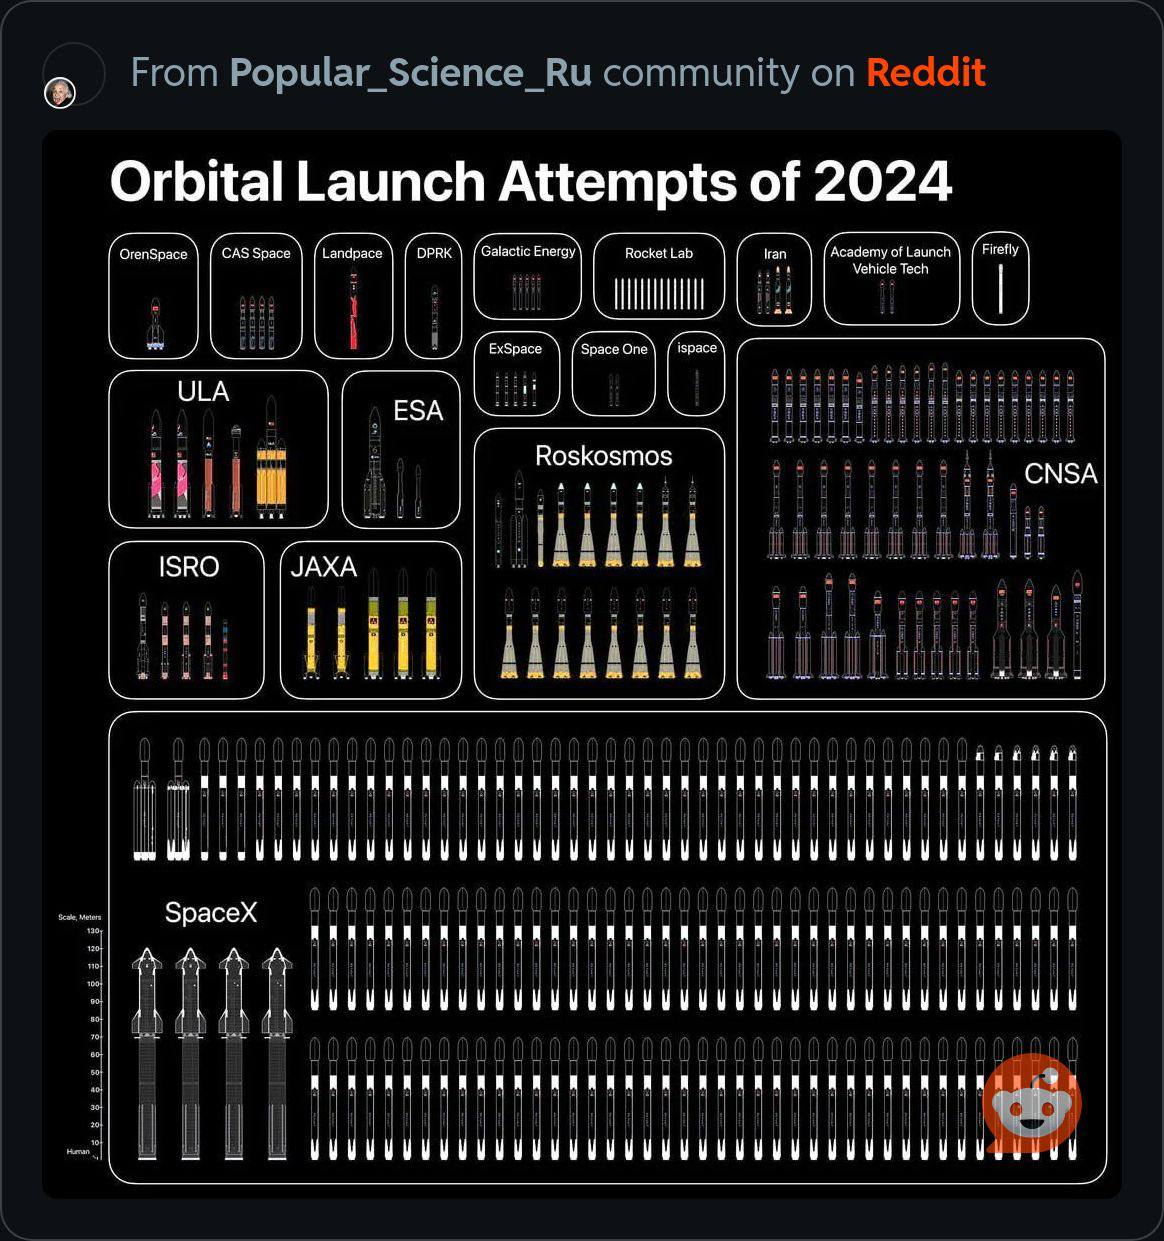 From Popular_Science_Ru community on Reddit
Orbital Launch Attempts of 2024
OrenSpace
CAS Space
Landpace
DPRK
Galactic Energy
Rocket Lab
Iran
Academy of Launch
Vehicle Tech
Firefly
ExSpace
Space One
ispace
ULA
ESA
Roskosmos
CNSA
ISRO
JAXA
SpaceX
Scale, Meters
130
120
110
100
90
80
70
60
50
40
30
20
10
Human